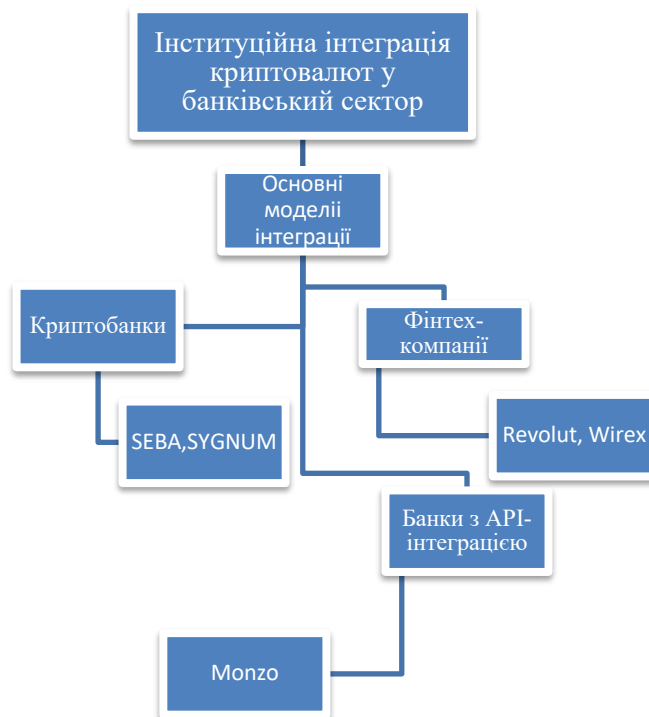 Інституційна інтеграція
криптовалют у
банківський сектор
Основні
моделіі
інтеграції
Криптобанки
Фінтех-
компанії
SEBA,SYGNUM
Revolut, Wirex
Банки з API-
інтеграцією
Monzo